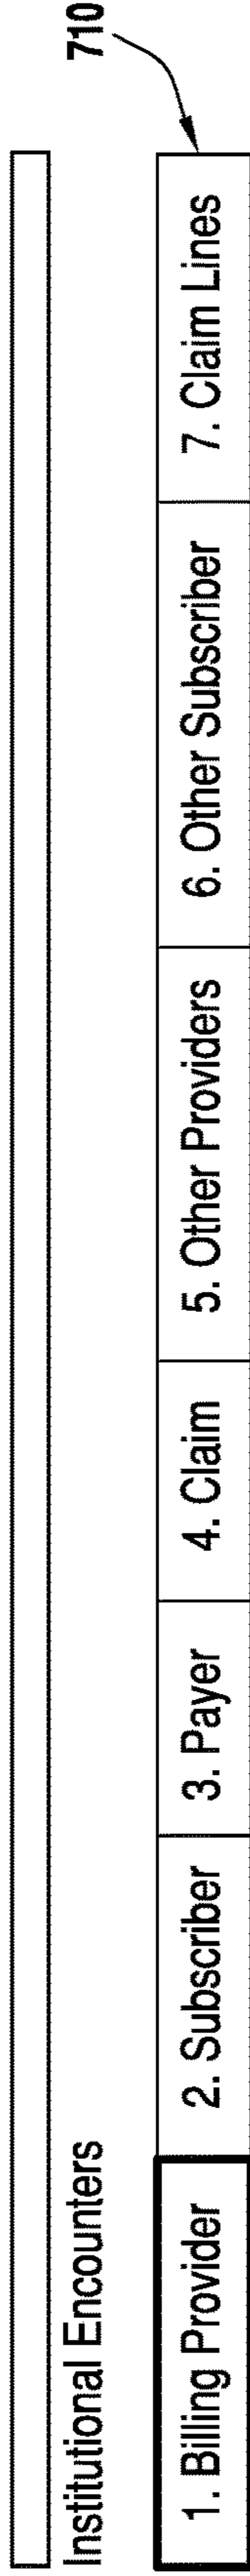 710
Institutional Encounters
1. Billing Provider 2. Subscriber 3. Payer 4. Claim 5. Other Providers 6. Other Subscriber 7. Claim Lines